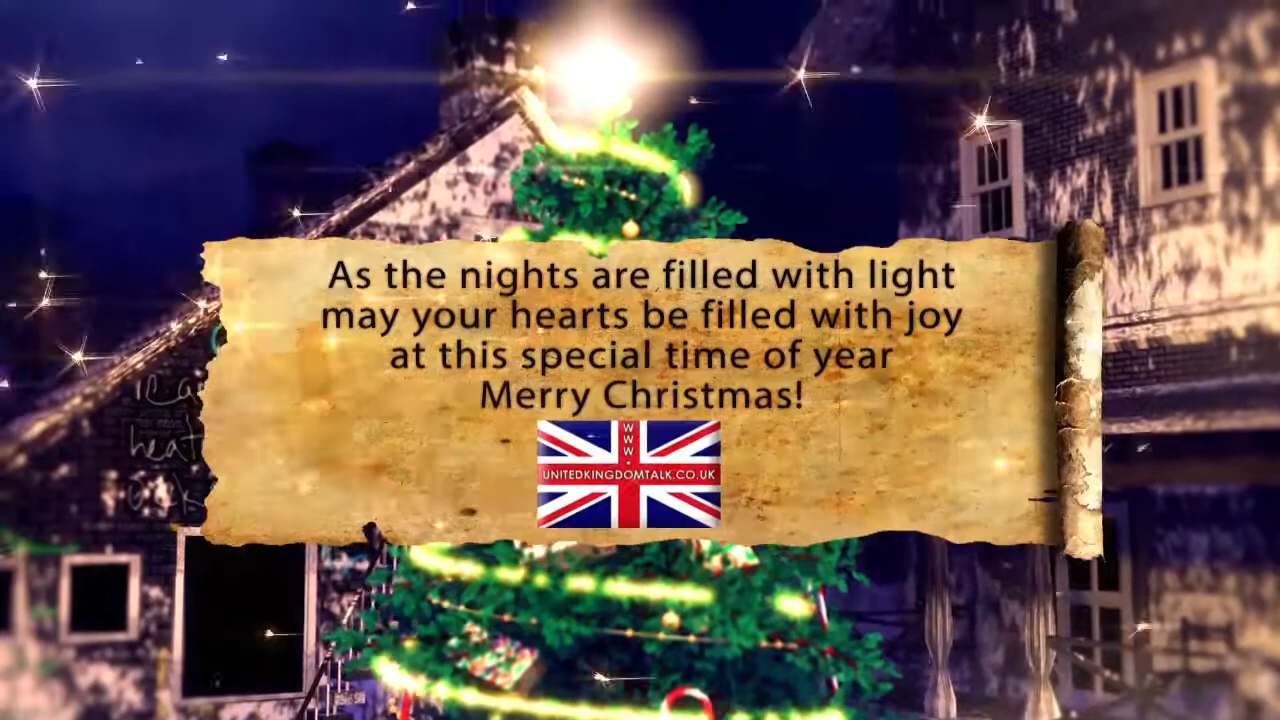 As the nights are filled with light
may your hearts be filled with joy
at this special time of year
Merry Christmas!
WWW.
UNITEDKINGDOMTALK.CO.UK
heat